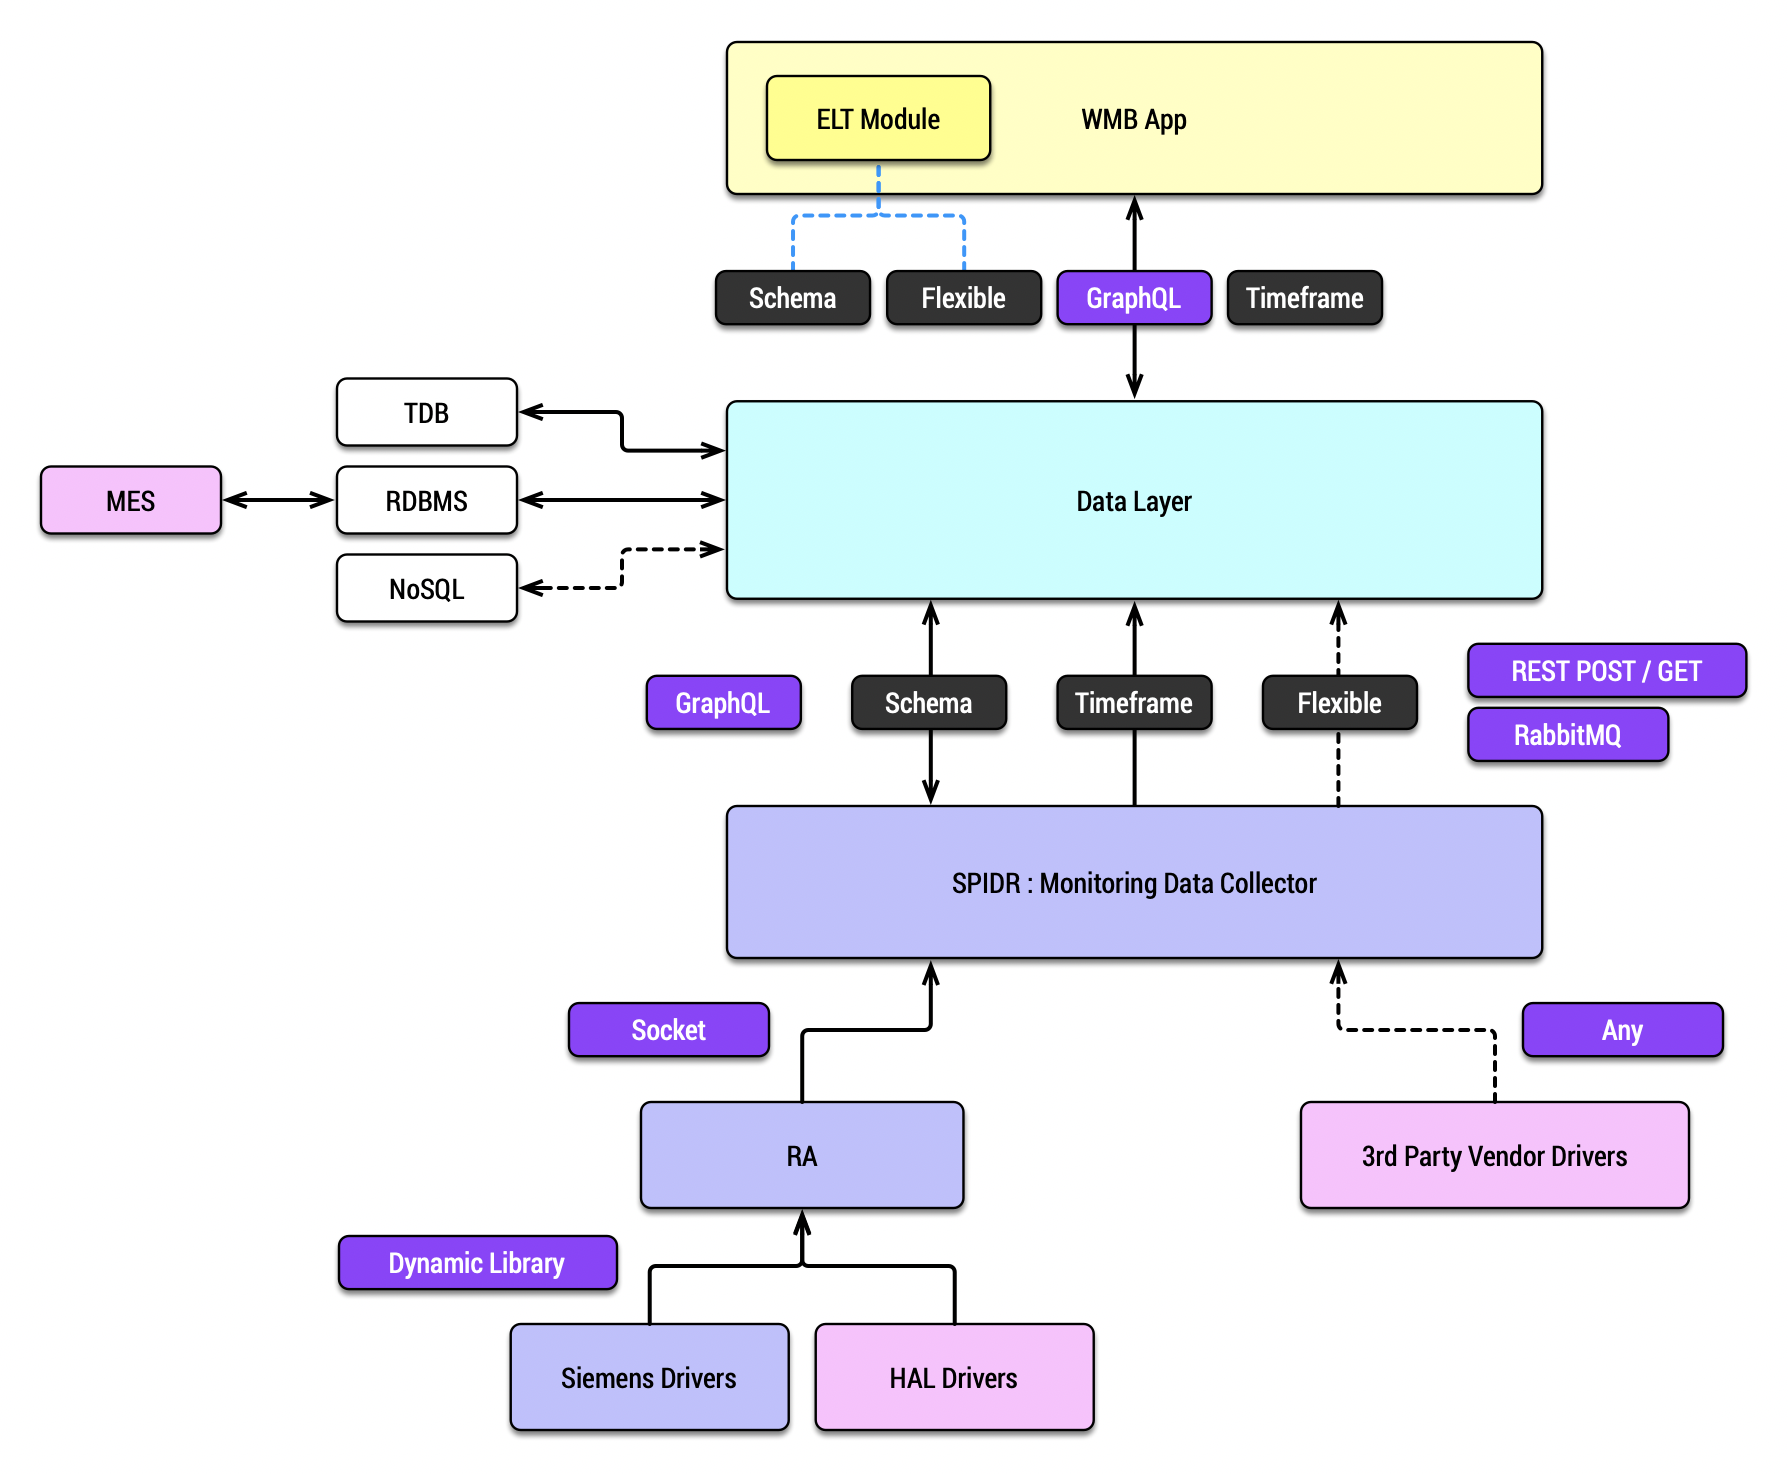 ELT Module
WMB App
Schema
Flexible
GraphQL
Timeframe
TDB
MES
RDBMS
Data Layer
NoSQL
REST POST / GET
GraphQL
Schema
Timeframe
Flexible
RabbitMQ
SPIDR : Monitoring Data Collector
Socket
Any
RA
3rd Party Vendor Drivers
Dynamic Library
Siemens Drivers
HAL Drivers